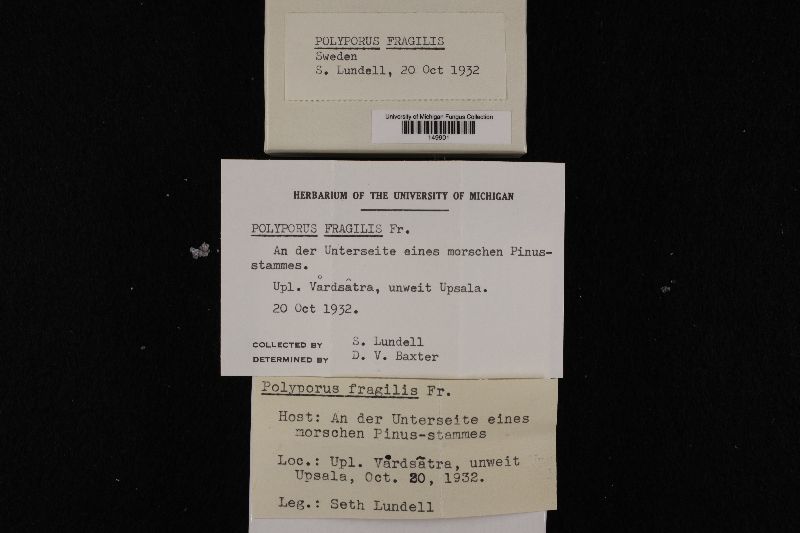 POLYPORUS FRAGILIS
Sweden
S. Lundell, 20 Oct 1932
University of Michigan Fungus Collection
149901
HERBARIUM OF THE UNIVERSITY OF MICHIGAN
POLYPORUS FRAGILIS Fr.
An der Unterseite eines morschen Pinus-
stammes.
Upl. Vårdsâtra, unweit Upsala.
20 Oct 1932.
COLLECTED BY S. Lundell
DETERMINED BY D. V. Baxter
Polyporus fragilis Fr.
Host: An der Unterseite eines
morschen Pinus-stammes
Loc.: Upl. Vårdsãtra, unweit
Upsala, Oct. 20, 1932.
Leg.: Seth Lundell